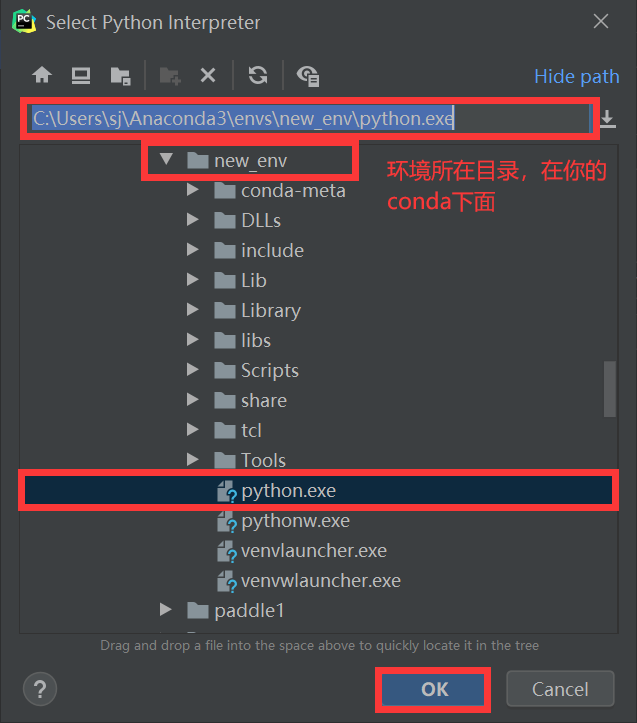 PC
Select Python Interpreter
Hide path
C:\Users\sj\Anaconda3\envs\new_env\python.exe
new_env
环境所在目录，在你的
conda下面
conda-meta
DLLs
include
Lib
Library
libs
Scripts
share
tcl
Tools
python.exe
pythonw.exe
venvlauncher.exe
venvwlauncher.exe
paddle1
Drag and drop a file into the space above to quickly locate it in the tree
?
OK
Cancel